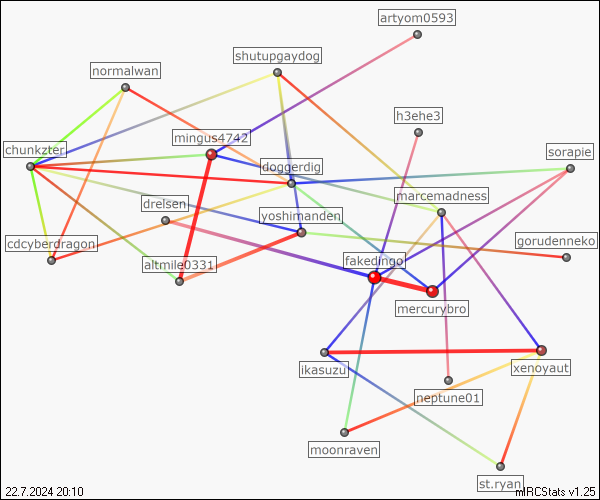 artyom0593
shutupgaydog
normalwan
h3ehe3
mingus4742
chunkzter
sorapie
doggerdig
marcemadness
drelsen
yoshimanden
cdcyberdragon
gorudenneko
altmile0331
fakedingo
mercurybro
ikasuzu
xenoyaut
neptune01
moonraven
st.ryan
22.7.2024 20:10
mIRCStats v1.25